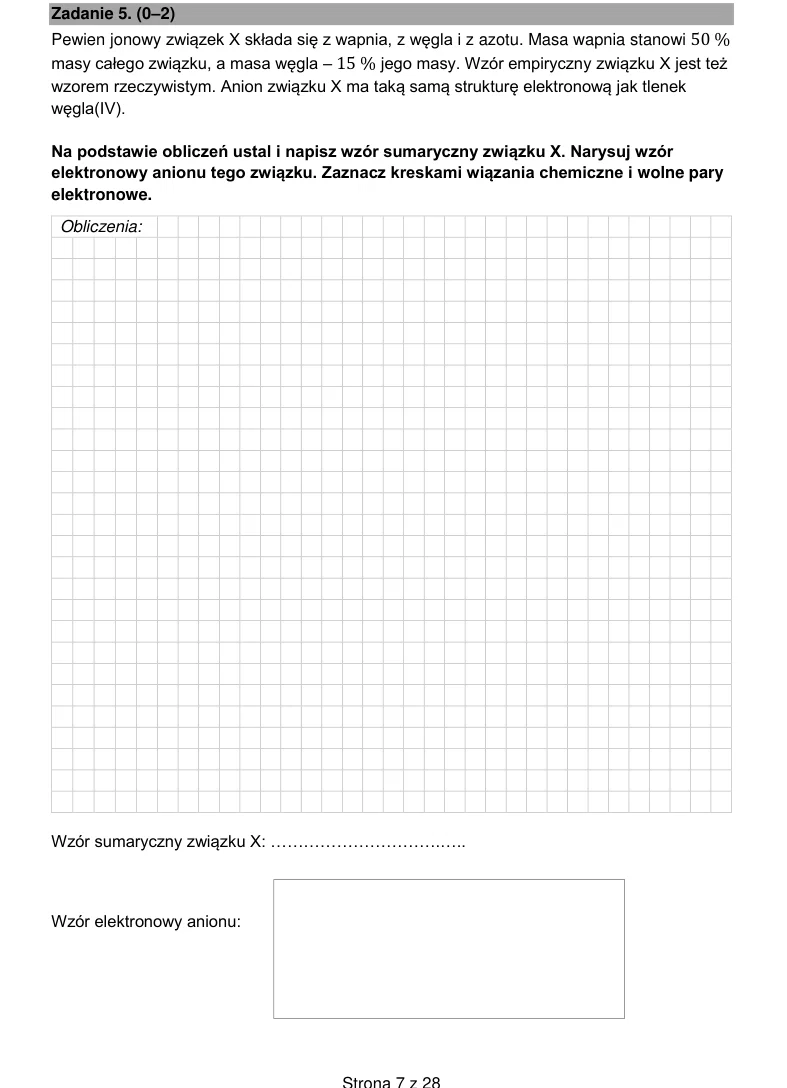 Zadanie 5. (0–2)
Pewien jonowy związek X składa się z wapnia, z węgla i z azotu. Masa wapnia stanowi 50 %
masy całego związku, a masa węgla – 15 % jego masy. Wzór empiryczny związku X jest też
wzorem rzeczywistym. Anion związku X ma taką samą strukturę elektronową jak tlenek
węgla(IV).
Na podstawie obliczeń ustal i napisz wzór sumaryczny związku X. Narysuj wzór
elektronowy anionu tego związku. Zaznacz kreskami wiązania chemiczne i wolne pary
elektronowe.
Obliczenia:
Wzór sumaryczny związku X: ………………………………..
Wzór elektronowy anionu:
Strona 7 z 28